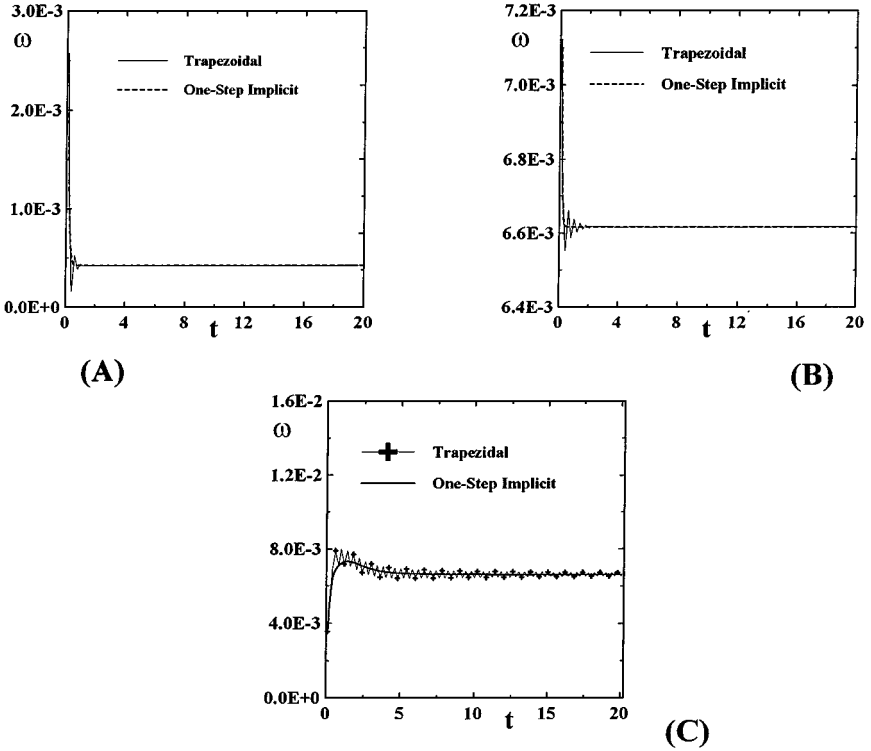 3.0E-3
ω
Trapezoidal
One-Step Implicit
2.0E-3
1.0E-3
0.0E+0
0 4 8 12 16 20
t
(A)
7.2E-3
ω
Trapezoidal
One-Step Implicit
7.0E-3
6.8E-3
6.6E-3
6.4E-3
0 4 8 12 16 20
t
(B)
1.6E-2
ω
Trapezidal
One-Step Implicit
1.2E-2
8.0E-3
4.0E-3
0.0E+0
0 5 10 15 20
t
(C)